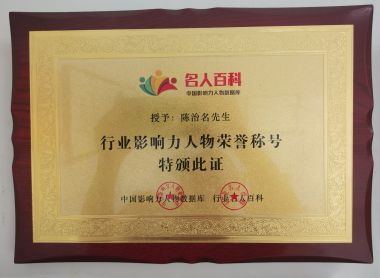 名人百科
中国影响力人物数据库
授予：陈治名先生
行业影响力人物荣誉称号
特颁此证
中国影响力人物数据库 行业名人百科